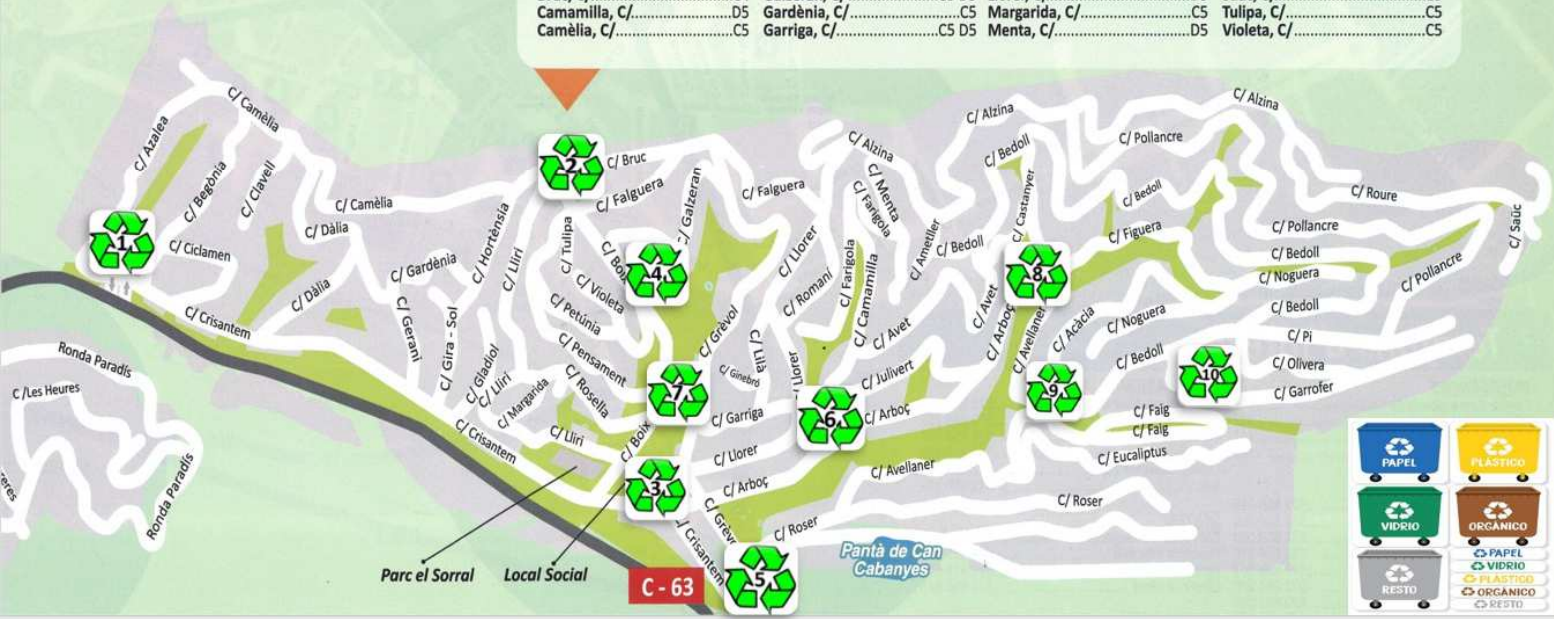 Camamilla, C/..............................D5 Gardènia, C/..............................C5 Margarida, C/..............................C5 Tulipa, C/..............................C5
Camèlia, C/..............................C5 Garriga, C/..............................C5 D5 Menta, C/..............................D5 Violeta, C/..............................C5
C/ Azalea
C/ Camèlia
C/ Begònia
C/ Clavell
C/ Camèlia
C/ Ciclamen
C/ Dàlia
C/ Dàlia
C/ Crisantem
1
2
C/ Bruc
C/ Falguera
C/ Galzeran
C/ Falguera
C/ Hortènsia
C/ Lliri
C/ Tulipa
C/ Boix
4
C/ Violeta
C/ Petúnia
C/ Gardènia
C/ Gerani
C/ Gira - Sol
C/ Gladiol
C/ Lliri
C/ Margarida
C/ Pensament
C/ Rosella
C/ Lliri
C/ Boix
C/ Crisantem
7
3
C/ Grèvol
C/ Lila
C/ Ginebró
C/ Garriga
C/ Llorer
C/ Arboç
C/ Crisantem
5
C/ Roser
C/ Alzina
C/ Menta
C/ Farigola
C/ Llorer
C/ Romaní
C/ Farigola
C/ Camamilla
C/ Ametller
C/ Bedoll
C/ Avet
C/ Julivert
C/ Arboç
Llorer
6
C/ Avellaner
C/ Alzina
C/ Bedoll
C/ Castanyer
8
C/ Avet
C/ Arboç
C/ Avellaner
C/ Acàcia
9
C/ Alzina
C/ Pollancre
C/ Bedoll
C/ Figuera
C/ Roure
C/ Saüc
C/ Pollancre
C/ Bedoll
C/ Noguera
C/ Pollancre
C/ Noguera
C/ Bedoll
C/ Pi
C/ Bedoll
10
C/ Olivera
C/ Garrofer
C/ Faig
C/ Faig
C/ Eucaliptus
C/ Roser
Ronda Paradís
C /Les Heures
Ronda Paradís
Parc el Sorral
Local Social
C - 63
Pantà de Can
Cabanyes
PAPEL
PLÁSTICO
VIDRIO
ORGÁNICO
RESTO
PAPEL
VIDRIO
PLÁSTICO
ORGÁNICO
RESTO